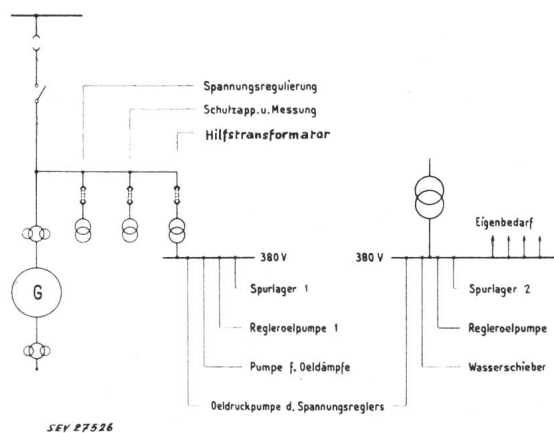 Spannungsregulierung
Schutzapp.u.Messung
Hilfstransformator
Eigenbedarf
380 V
380 V
G
Spurlager 1
Spurlager 2
Regleroelpumpe 1
Regleroelpumpe
Pumpe f. Oeldämpfe
Wasserschieber
Oeldruckpumpe d. Spannungsreglers
SEV 27526